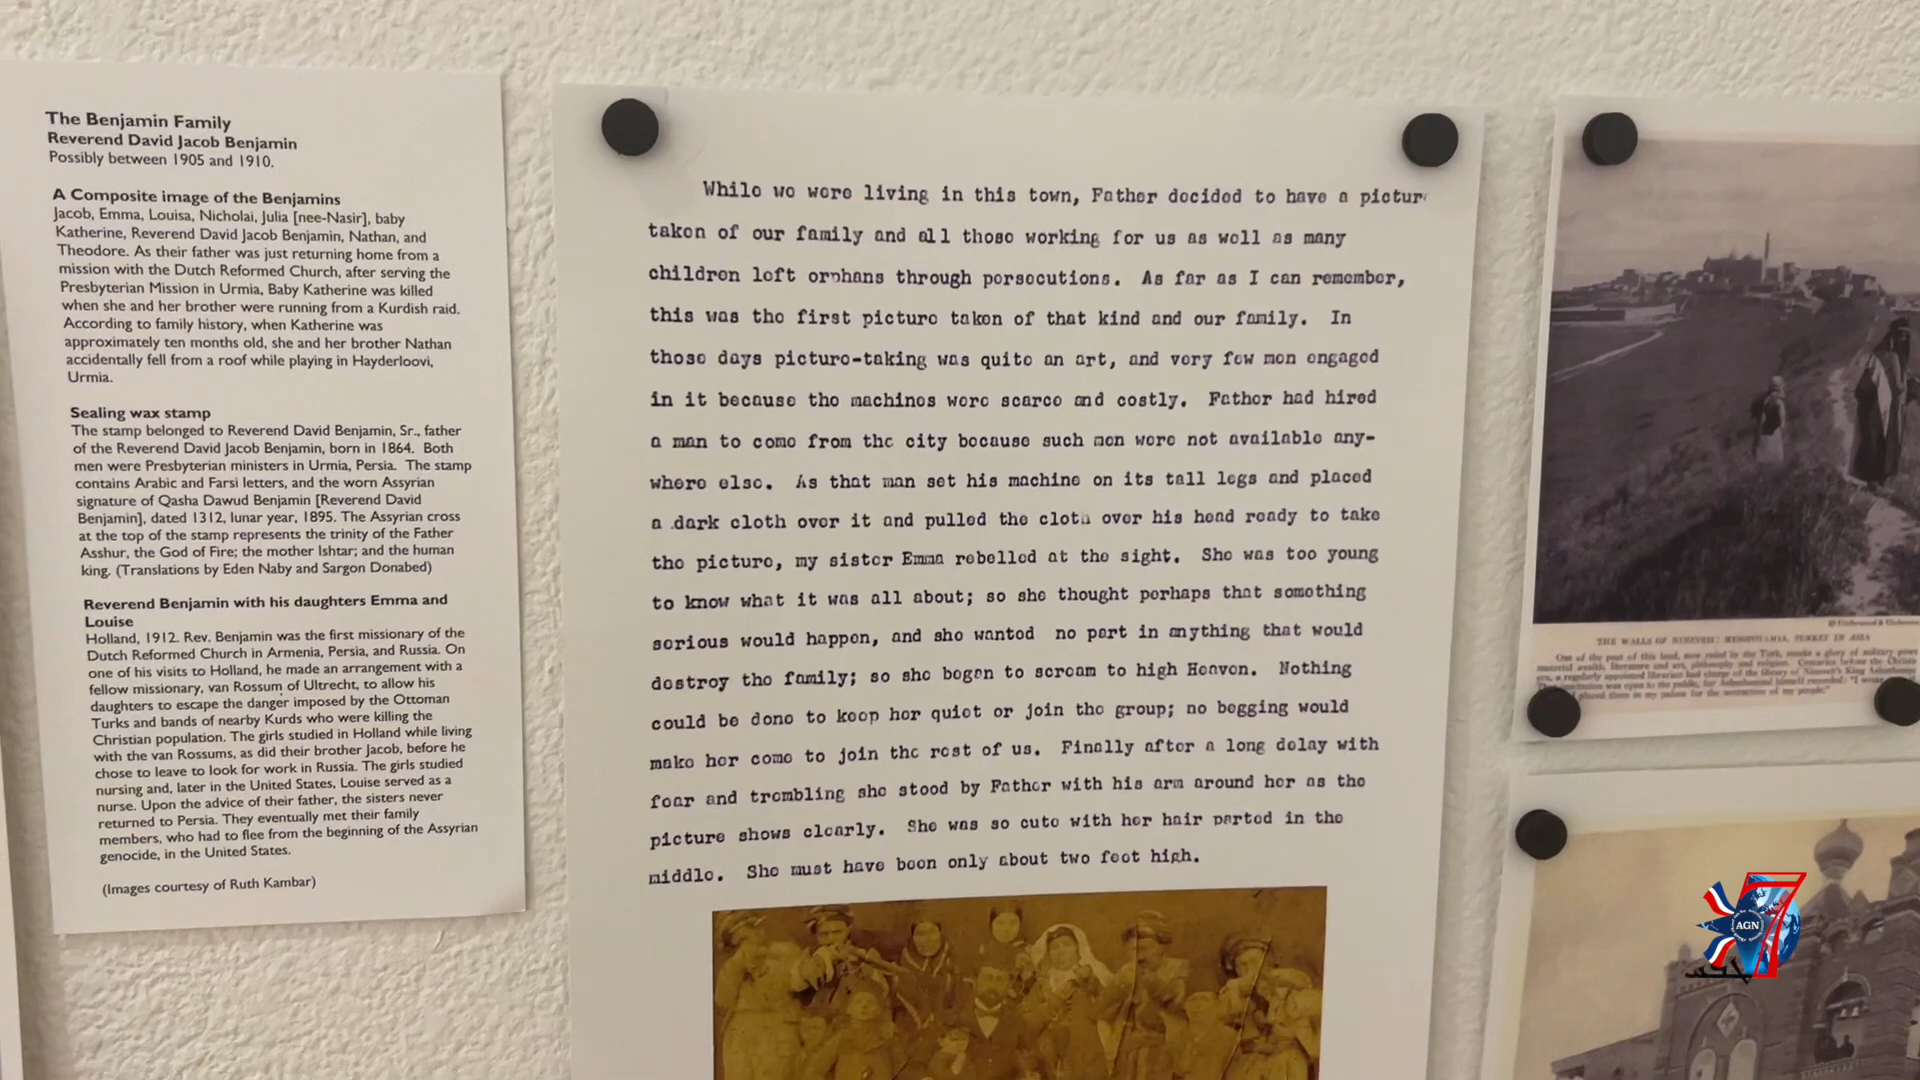 The Benjamin Family
Reverend David Jacob Benjamin
Possibly between 1905 and 1910.
A Composite image of the Benjamins
Jacob, Emma, Louisa, Nicholai, Julia [nee-Nasir], baby
Katherine, Reverend David Jacob Benjamin, Nathan, and
Theodore. As their father was just returning home from a
mission with the Dutch Reformed Church, after serving the
Presbyterian Mission in Urmia, Baby Katherine was killed
when she and her brother were running from a Kurdish raid.
According to family history, when Katherine was
approximately ten months old, she and her brother Nathan
accidentally fell from a roof while playing in Hayderloovi,
Urmia.
Sealing wax stamp
The stamp belonged to Reverend David Benjamin, Sr., father
of the Reverend David Jacob Benjamin, born in 1864. Both
men were Presbyterian ministers in Urmia, Persia. The stamp
contains Arabic and Farsi letters, and the worn Assyrian
signature of Qasha Dawud Benjamin [Reverend David
Benjamin], dated 1312, lunar year, 1895. The Assyrian cross
at the top of the stamp represents the trinity of the Father
Asshur, the God of Fire; the mother Ishtar; and the human
king. (Translations by Eden Naby and Sargon Donabed)
Reverend Benjamin with his daughters Emma and
Louise
Holland, 1912. Rev. Benjamin was the first missionary of the
Dutch Reformed Church in Armenia, Persia, and Russia. On
one of his visits to Holland, he made an arrangement with a
fellow missionary, van Rossum of Ultrecht, to allow his
daughters to escape the danger imposed by the Ottoman
Turks and bands of nearby Kurds who were killing the
Christian population. The girls studied in Holland while living
with the van Rossums, as did their brother Jacob, before he
chose to leave to look for work in Russia. The girls studied
nursing and, later in the United States, Louise served as a
nurse. Upon the advice of their father, the sisters never
returned to Persia. They eventually met their family
members, who had to flee from the beginning of the Assyrian
genocide, in the United States.
(Images courtesy of Ruth Kambar)
While we were living in this town, Father decided to have a pictur
taken of our family and all those working for us as well as many
children left orphans through persecutions. As far as I can remember,
this was the first picture taken of that kind and our family. In
those days picture-taking was quite an art, and very few men engaged
in it because the machines were scarce and costly. Father had hired
a man to come from the city because such men were not available any-
where else. As that man set his machine on its tall legs and placed
a dark cloth over it and pulled the cloth over his head ready to take
the picture, my sister Emma rebelled at the sight. She was too young
to know what it was all about; so she thought perhaps that something
serious would happen, and she wanted no part in anything that would
destroy the family; so she began to scream to high Heaven. Nothing
could be done to keep her quiet or join the group; no begging would
make her come to join the rest of us. Finally after a long delay with
fear and trembling she stood by Father with his arm around her as the
picture shows clearly. She was so cute with her hair parted in the
middle. She must have been only about two feet high.
THE WALLS OF NINEVEH: MESOPOTAMIA, TURKEY IN ASIA
AGN
7